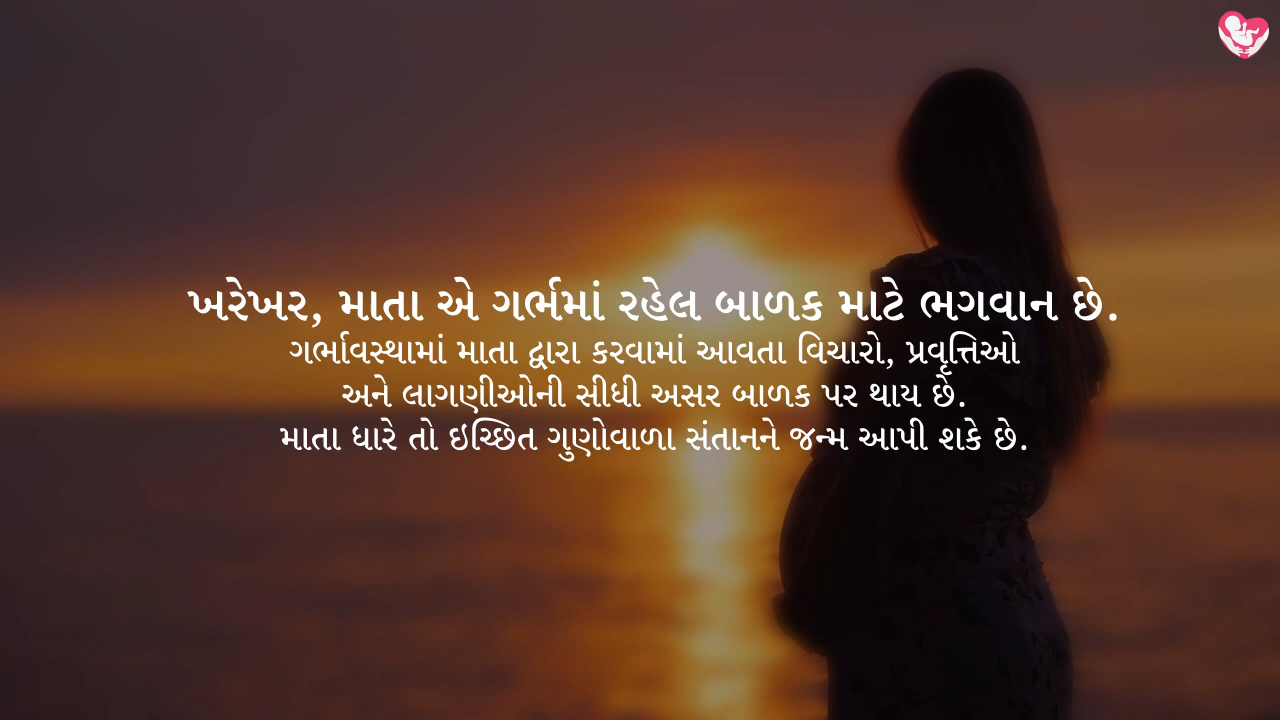 ખરેખર, માતા એ ગર્ભમાં રહેલ બાળક માટે ભગવાન છે.
ગર્ભાવસ્થામાં માતા દ્વારા કરવામાં આવતા વિચારો, પ્રવૃત્તિઓ
અને લાગણીઓની સીધી અસર બાળક પર થાય છે.
માતા ધારે તો ઇચ્છિત ગુણોવાળા સંતાનને જન્મ આપી શકે છે.